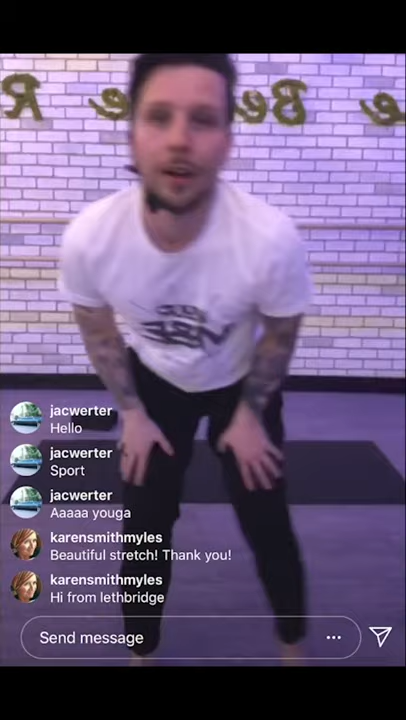 jacwerter
Hello
jacwerter
Sport
jacwerter
Aaaaa youga
karensmithmyles
Beautiful stretch! Thank you!
karensmithmyles
Hi from lethbridge
Send message